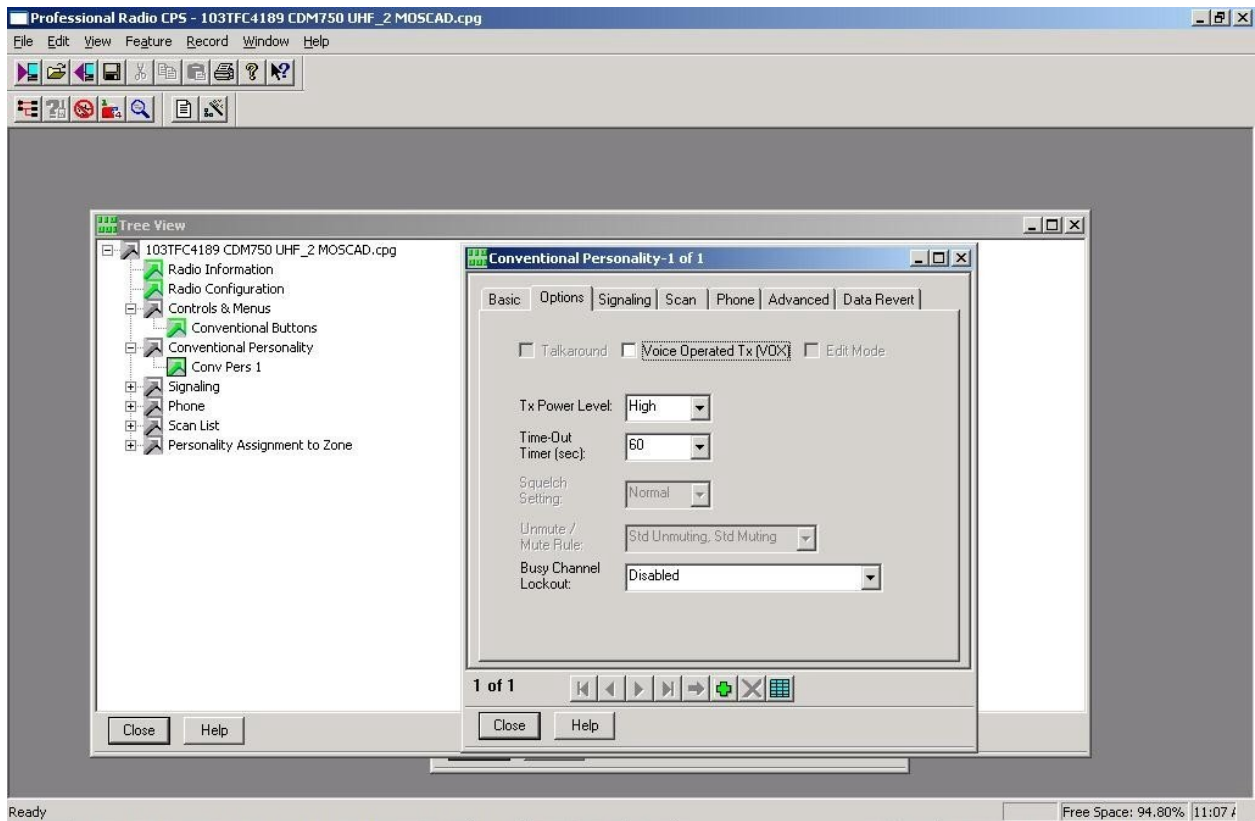 Professional Radio CPS - 103TFC4189 CDM750 UHF_2 MOSCAD.cpg
File Edit View Feature Record Window Help
Tree View
103TFC4189 CDM750 UHF_2 MOSCAD.cpg
Radio Information
Radio Configuration
Controls & Menus
Conventional Buttons
Conventional Personality
Conv Pers 1
Signaling
Phone
Scan List
Personality Assignment to Zone
Close Help
Conventional Personality-1 of 1
Basic Options Signaling Scan Phone Advanced Data Revert
Talkaround Voice Operated Tx (VOX) Edit Mode
Tx Power Level: High
Time-Out
Timer (sec): 60
Squelch
Setting: Normal
Unmute /
Mute Rule: Std Unmuting, Std Muting
Busy Channel
Lockout: Disabled
1 of 1
Close Help
Ready
Free Space: 94.80% 11:07